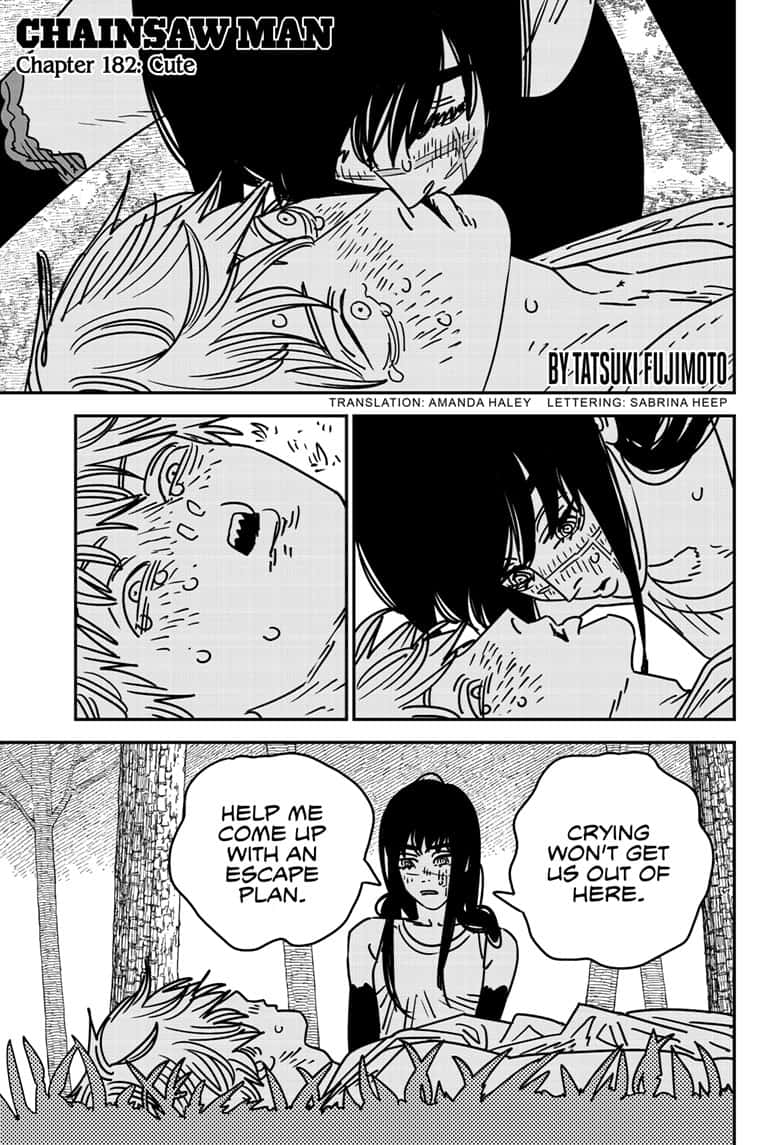 CHAINSAW MAN
Chapter 182: Cute
BY TATSUKI FUJIMOTO
TRANSLATION: AMANDA HALEY LETTERING: SABRINA HEEP
CRYING
WON'T GET
US OUT OF
HERE.
HELP ME
COME UP
WITH AN
ESCAPE
PLAN.